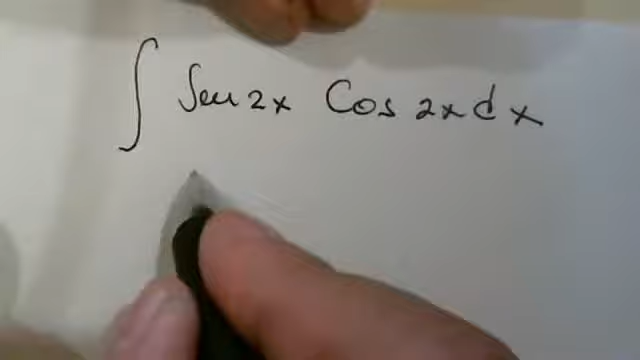 ∫ Sen 2x Cos 2x dx